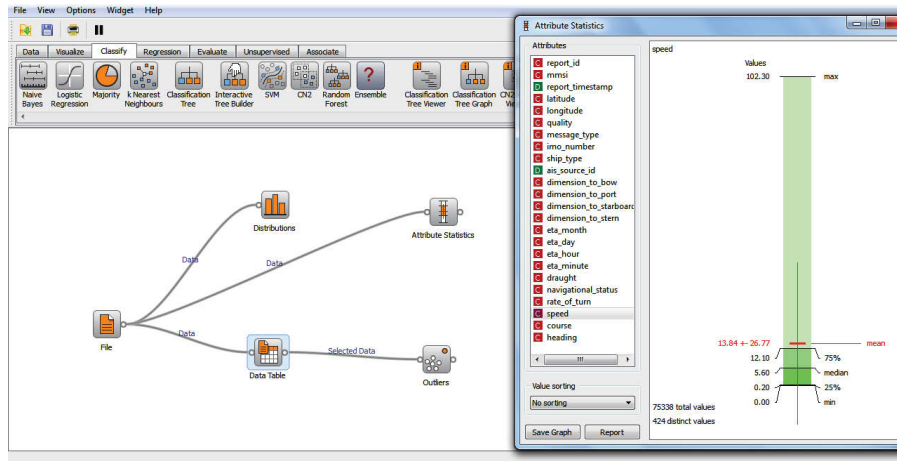 File View Options Widget Help
Data Visualize Classify Regression Evaluate Unsupervised Associate
Naive Bayes
Logistic Regression
Majority
k Nearest Neighbours
Classification Tree
Interactive Tree Builder
SVM
CN2
Random Forest
Ensemble
Classification Tree Viewer
Classification Tree Graph
Distributions
Attribute Statistics
Data
Data
File
Data
Data Table
Selected Data
Outliers
Attribute Statistics
Attributes
C report_id
C mmsi
D report_timestamp
C latitude
C longitude
C quality
C message_type
C imo_number
C ship_type
D ais_source_id
C dimension_to_bow
C dimension_to_port
C dimension_to_starboard
C dimension_to_stern
C eta_month
C eta_day
C eta_hour
C eta_minute
C draught
C navigational_status
C rate_of_turn
C speed
C course
C heading
Value sorting
No sorting
Save Graph Report
speed
Values
102.30 max
13.84 +- 26.77 mean
12.10 75%
5.60 median
0.20 25%
0.00 min
75338 total values
424 distinct values